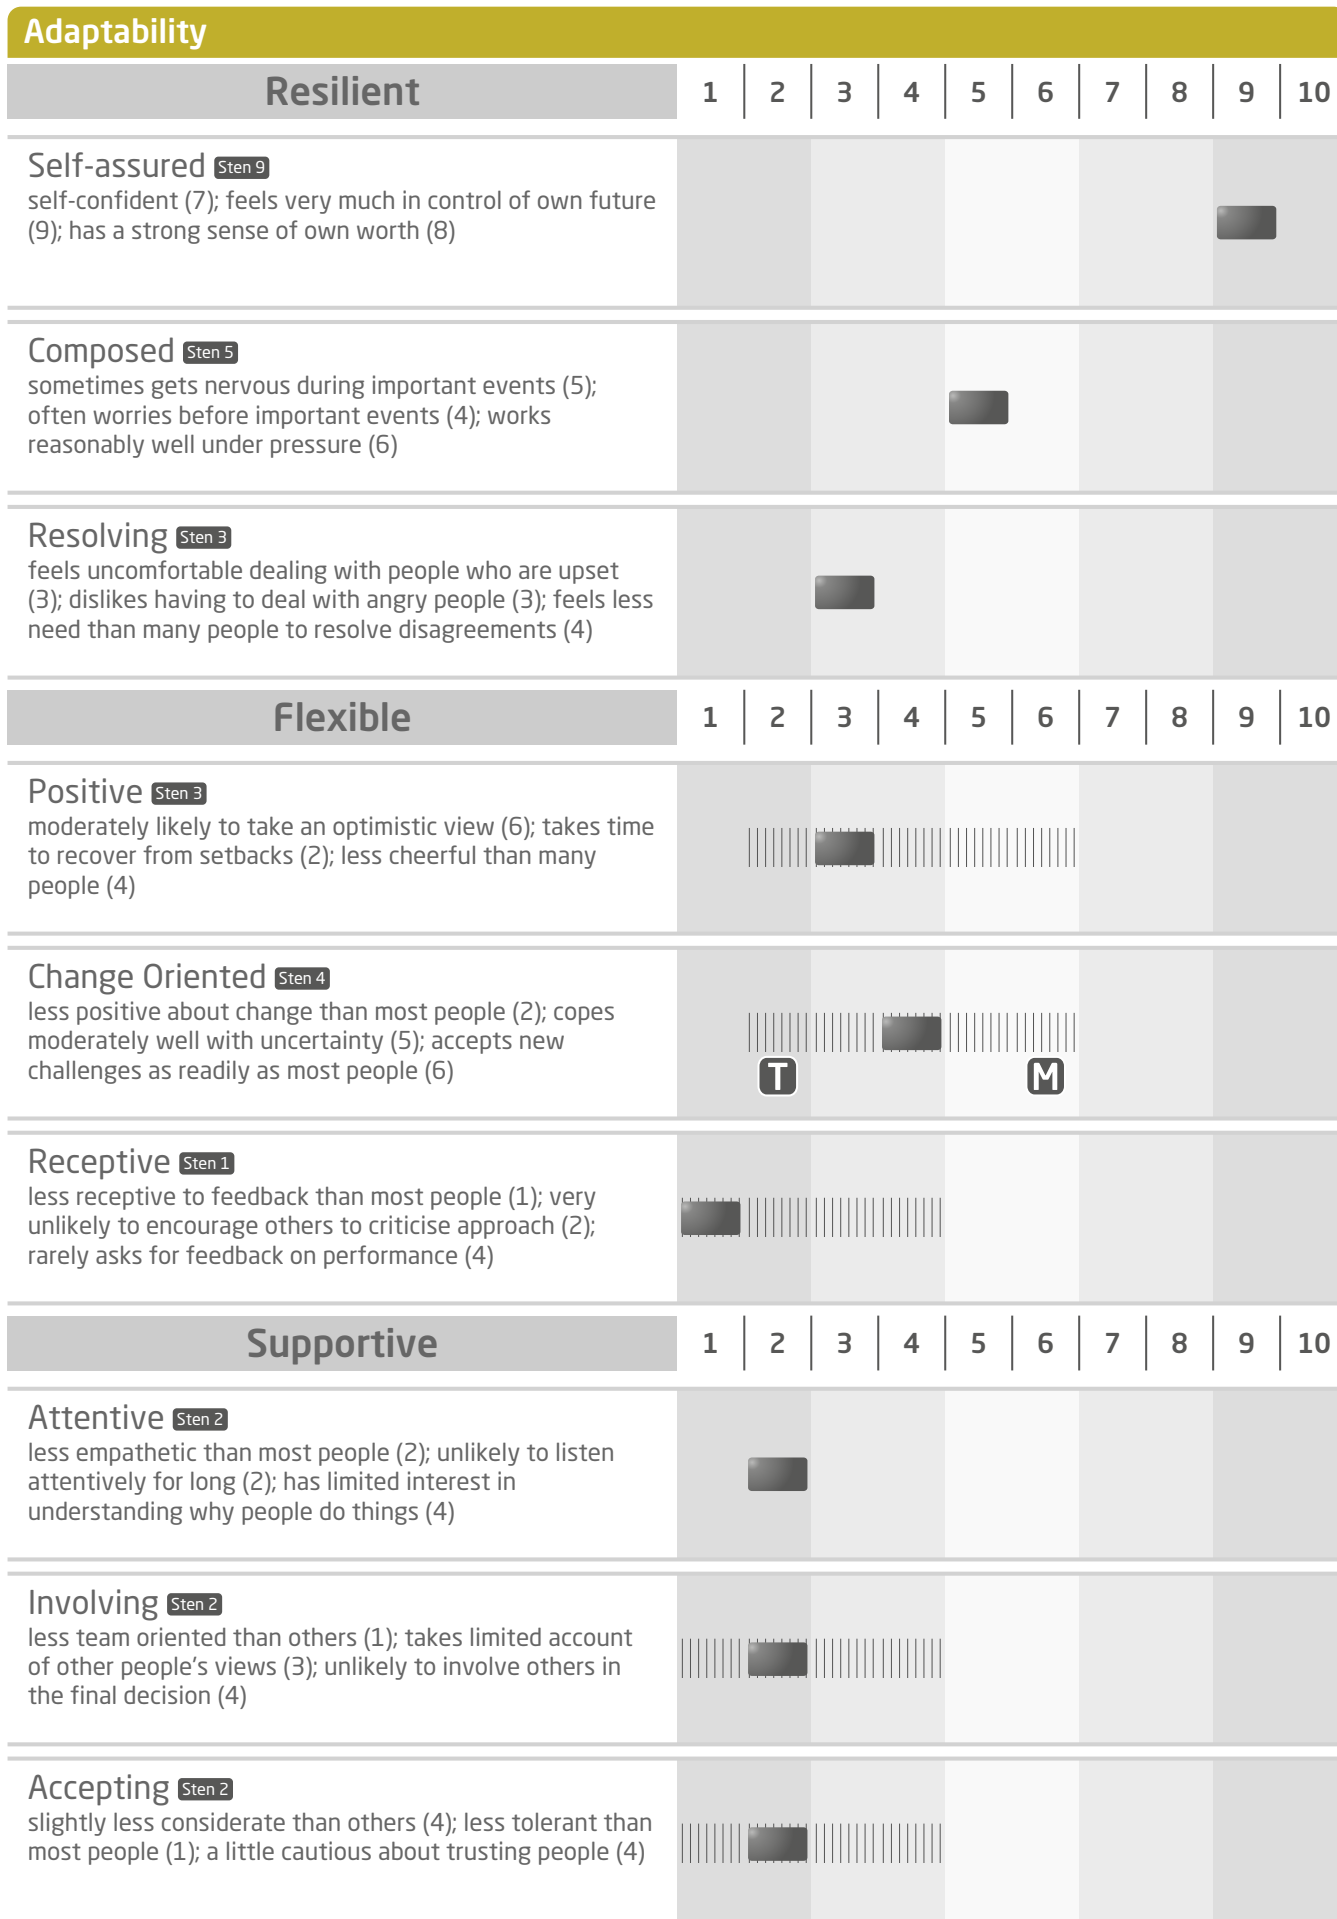 Adaptability
Resilient 1 2 3 4 5 6 7 8 9 10
Self-assured Sten 9
self-confident (7); feels very much in control of own future
(9); has a strong sense of own worth (8)
Composed Sten 5
sometimes gets nervous during important events (5);
often worries before important events (4); works
reasonably well under pressure (6)
Resolving Sten 3
feels uncomfortable dealing with people who are upset
(3); dislikes having to deal with angry people (3); feels less
need than many people to resolve disagreements (4)
Flexible 1 2 3 4 5 6 7 8 9 10
Positive Sten 3
moderately likely to take an optimistic view (6); takes time
to recover from setbacks (2); less cheerful than many
people (4)
Change Oriented Sten 4
less positive about change than most people (2); copes
moderately well with uncertainty (5); accepts new
challenges as readily as most people (6)
T M
Receptive Sten 1
less receptive to feedback than most people (1); very
unlikely to encourage others to criticise approach (2);
rarely asks for feedback on performance (4)
Supportive 1 2 3 4 5 6 7 8 9 10
Attentive Sten 2
less empathetic than most people (2); unlikely to listen
attentively for long (2); has limited interest in
understanding why people do things (4)
Involving Sten 2
less team oriented than others (1); takes limited account
of other people's views (3); unlikely to involve others in
the final decision (4)
Accepting Sten 2
slightly less considerate than others (4); less tolerant than
most people (1); a little cautious about trusting people (4)